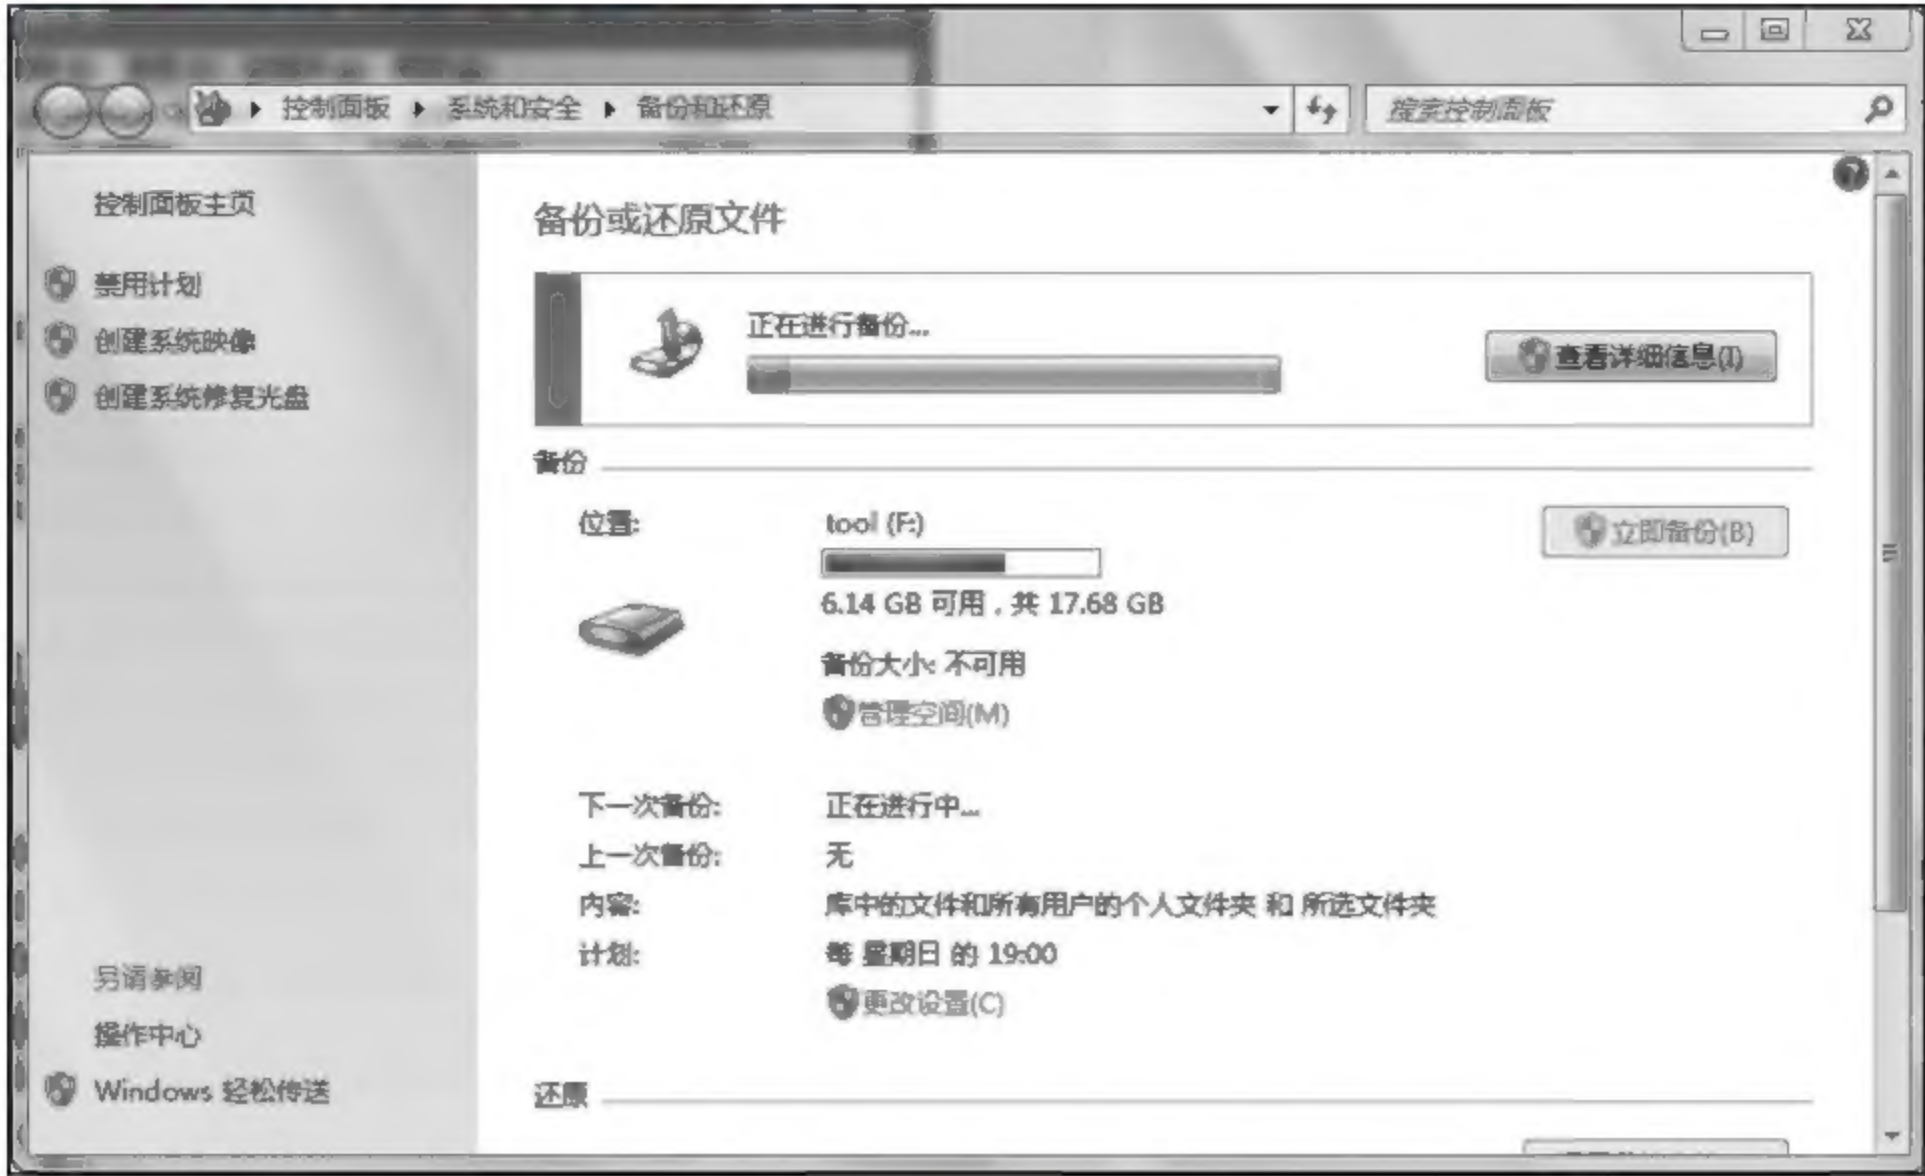 控制面板 ▸ 系统和安全 ▸ 备份和还原
搜索控制面板
控制面板主页
禁用计划
创建系统映像
创建系统修复光盘
另请参阅
操作中心
Windows 轻松传送
备份或还原文件
正在进行备份...
查看详细信息(I)
备份
位置:
tool (F:)
立即备份(B)
6.14 GB 可用，共 17.68 GB
备份大小: 不可用
管理空间(M)
下一次备份: 正在进行中...
上一次备份: 无
内容: 库中的文件和所有用户的个人文件夹 和 所选文件夹
计划: 每 星期日 的 19:00
更改设置(C)
还原